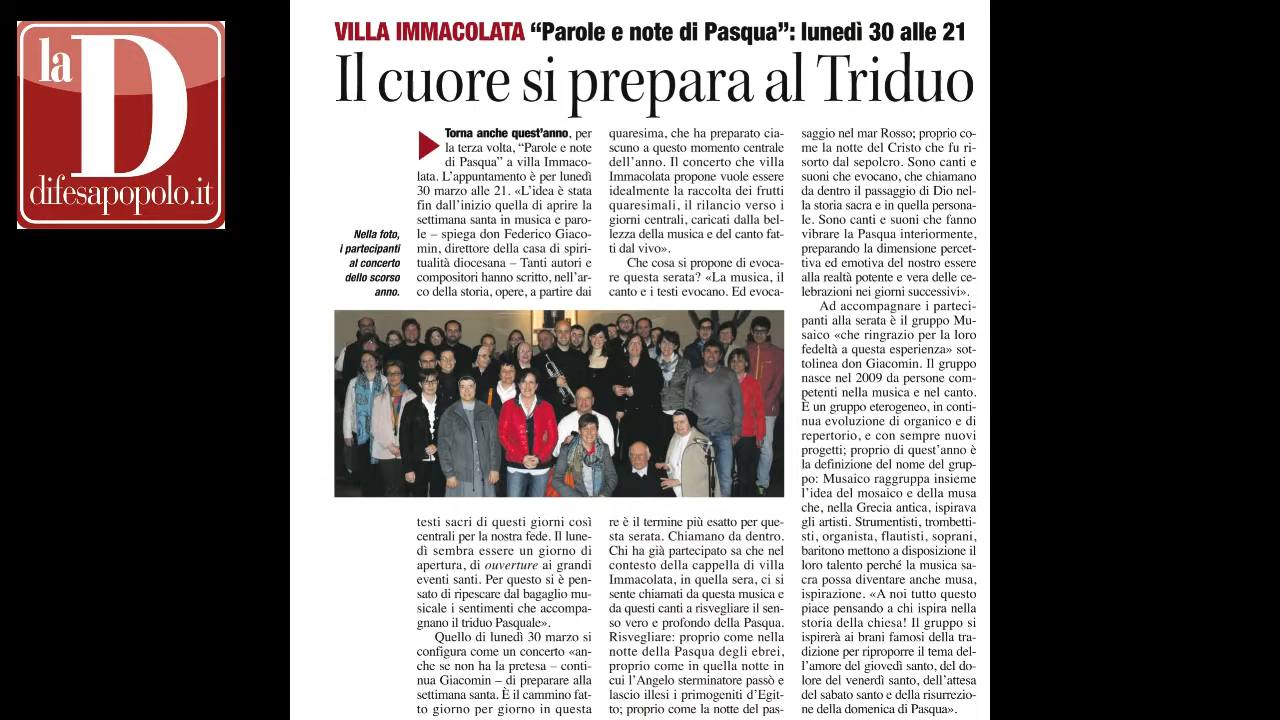 la
D
difesapopolo.it
VILLA IMMACOLATA “Parole e note di Pasqua”: lunedì 30 alle 21
Il cuore si prepara al Triduo
Nella foto,
i partecipanti
al concerto
dello scorso
anno.
Torna anche quest’anno, per
la terza volta, “Parole e note
di Pasqua” a villa Immaco-
lata. L’appuntamento è per lunedì
30 marzo alle 21. «L’idea è stata
fin dall’inizio quella di aprire la
settimana santa in musica e paro-
le – spiega don Federico Giaco-
min, direttore della casa di spiri-
tualità diocesana – Tanti autori e
compositori hanno scritto, nell’ar-
co della storia, opere, a partire dai
testi sacri di questi giorni così
centrali per la nostra fede. Il lune-
dì sembra essere un giorno di
apertura, di ouverture ai grandi
eventi santi. Per questo si è pen-
sato di ripescare dal bagaglio mu-
sicale i sentimenti che accompa-
gnano il triduo Pasquale».
Quello di lunedì 30 marzo si
configura come un concerto «an-
che se non ha la pretesa – conti-
nua Giacomin – di preparare alla
settimana santa. È il cammino fat-
to giorno per giorno in questa
quaresima, che ha preparato cia-
scuno a questo momento centrale
dell’anno. Il concerto che villa
Immacolata propone vuole essere
idealmente la raccolta dei frutti
quaresimali, il rilancio verso i
giorni centrali, caricati dalla bel-
lezza della musica e del canto fat-
ti dal vivo».
Che cosa si propone di evoca-
re questa serata? «La musica, il
canto e i testi evocano. Ed evoca-
re è il termine più esatto per que-
sta serata. Chiamano da dentro.
Chi ha già partecipato sa che nel
contesto della cappella di villa
Immacolata, in quella sera, ci si
sente chiamati da questa musica e
da questi canti a risvegliare il sen-
so vero e profondo della Pasqua.
Risvegliare: proprio come nella
notte della Pasqua degli ebrei,
proprio come in quella notte in
cui l’Angelo sterminatore passò e
lascio illesi i primogeniti d’Egit-
to; proprio come la notte del pas-
saggio nel mar Rosso; proprio co-
me la notte del Cristo che fu ri-
sorto dal sepolcro. Sono canti e
suoni che evocano, che chiamano
da dentro il passaggio di Dio nel-
la storia sacra e in quella persona-
le. Sono canti e suoni che fanno
vibrare la Pasqua interiormente,
preparando la dimensione percet-
tiva ed emotiva del nostro essere
alla realtà potente e vera delle ce-
lebrazioni nei giorni successivi».
Ad accompagnare i parteci-
panti alla serata è il gruppo Mu-
saico «che ringrazio per la loro
fedeltà a questa esperienza» sot-
tolinea don Giacomin. Il gruppo
nasce nel 2009 da persone com-
petenti nella musica e nel canto.
È un gruppo eterogeneo, in conti-
nua evoluzione di organico e di
repertorio, e con sempre nuovi
progetti; proprio di quest’anno è
la definizione del nome del grup-
po: Musaico raggruppa insieme
l’idea del mosaico e della musa
che, nella Grecia antica, ispirava
gli artisti. Strumentisti, trombetti-
sti, organista, flautisti, soprani,
baritono mettono a disposizione il
loro talento perché la musica sa-
cra possa diventare anche musa,
ispirazione. «A noi tutto questo
piace pensando a chi ispira nella
storia della chiesa! Il gruppo si
ispirerà ai brani famosi della tra-
dizione per riproporre il tema del-
l’amore del giovedì santo, del do-
lore del venerdì santo, dell’attesa
del sabato santo e della risurrezio-
ne della domenica di Pasqua».